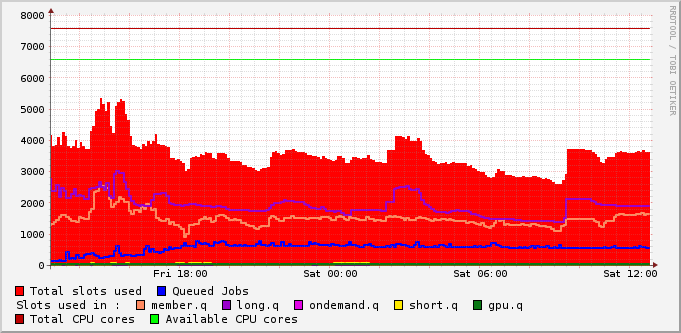 8000
7000
6000
5000
4000
3000
2000
1000
0
Fri 18:00 Sat 00:00 Sat 06:00 Sat 12:00
Total slots used Queued Jobs
Slots used in : member.q long.q ondemand.q short.q gpu.q
Total CPU cores Available CPU cores
RRDTOOL / TOBI OETIKER